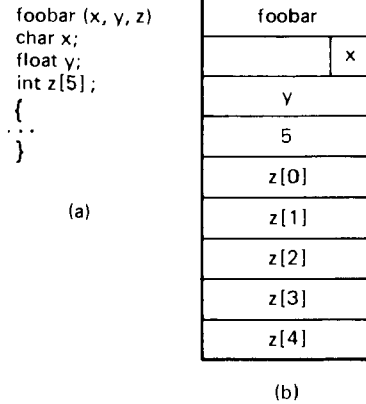 foobar (x, y, z)
char x;
float y;
int z[5] ;
{
...
}
(a)
foobar
x
y
5
z[0]
z[1]
z[2]
z[3]
z[4]
(b)